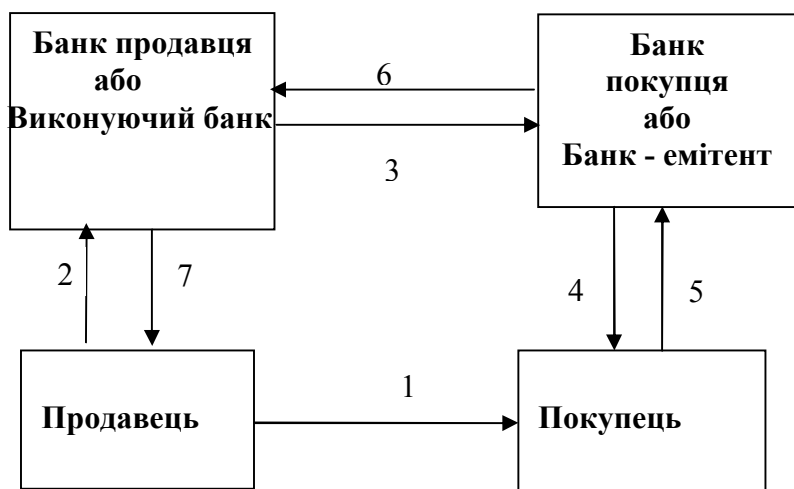 Банк продавця
або
Виконуючий банк
Банк
покупця
або
Банк - емітент
6
3
2
7
4
5
Продавець
1
Покупець